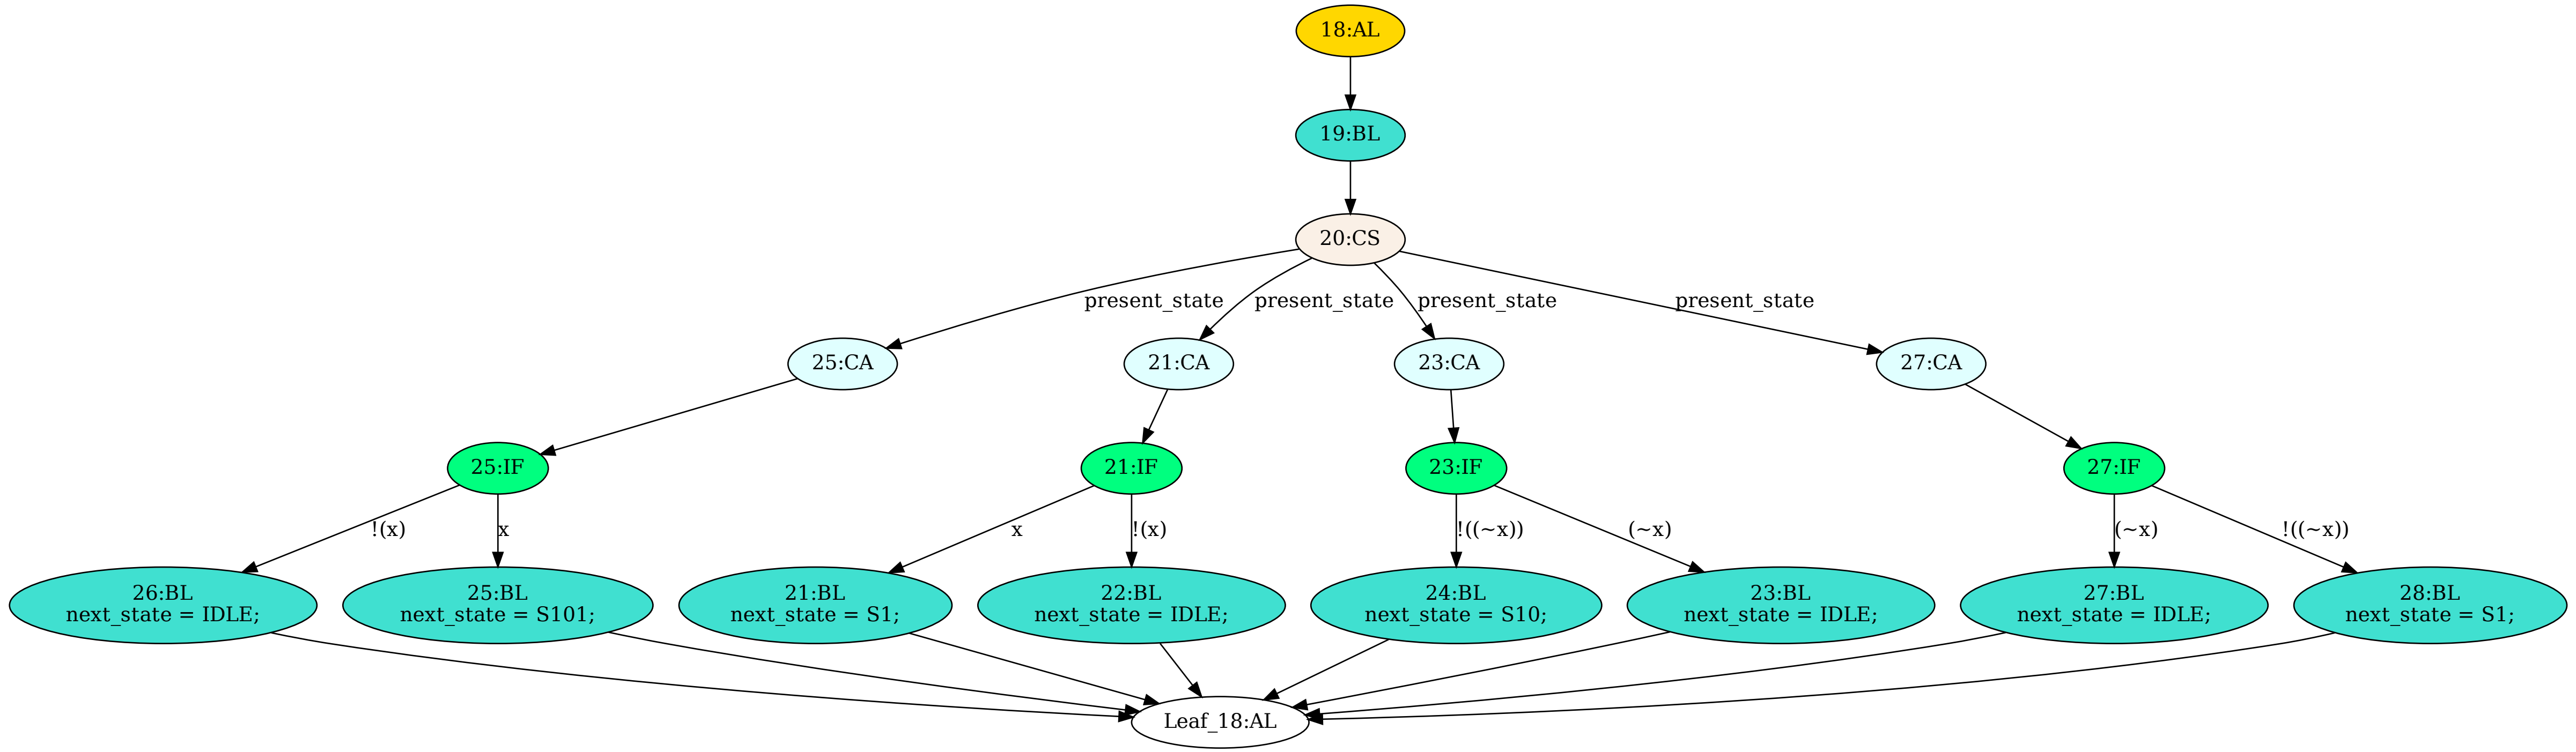 18:AL
19:BL
20:CS
present_state
present_state
present_state
present_state
25:CA
21:CA
23:CA
27:CA
25:IF
21:IF
23:IF
27:IF
!(x)
x
x
!(x)
!((~x))
(~x)
(~x)
!((~x))
26:BL
next_state = IDLE;
25:BL
next_state = S101;
21:BL
next_state = S1;
22:BL
next_state = IDLE;
24:BL
next_state = S10;
23:BL
next_state = IDLE;
27:BL
next_state = IDLE;
28:BL
next_state = S1;
Leaf_18:AL